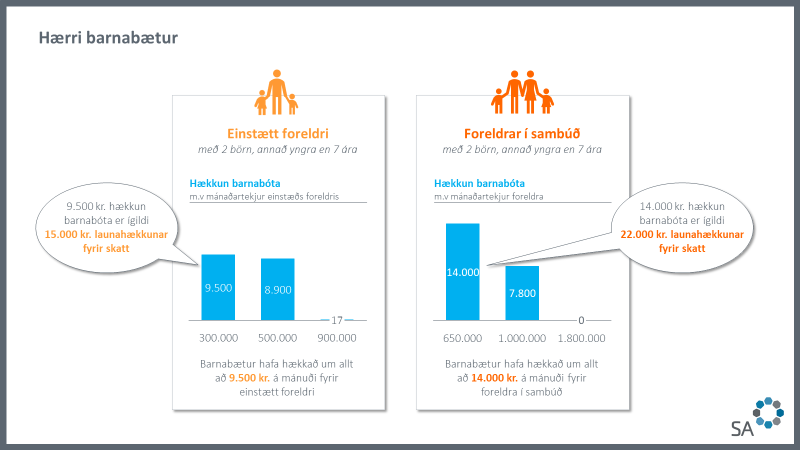 Hærri barnabætur
Einstætt foreldri
með 2 börn, annað yngra en 7 ára
Hækkun barnabóta
m.v mánaðartekjur einstæðs foreldris
9.500 kr. hækkun
barnabóta er ígildi
15.000 kr. launahækkunar
fyrir skatt
9.500
8.900
17
300.000
500.000
900.000
Barnabætur hafa hækkað um allt
að 9.500 kr. á mánuði fyrir
einstætt foreldri
Foreldrar í sambúð
með 2 börn, annað yngra en 7 ára
Hækkun barnabóta
m.v mánaðartekjur foreldra
14.000 kr. hækkun
barnabóta er ígildi
22.000 kr. launahækkunar
fyrir skatt
14.000
7.800
0
650.000
1.000.000
1.800.000
Barnabætur hafa hækkað um allt
að 14.000 kr. á mánuði fyrir
foreldra í sambúð
SA